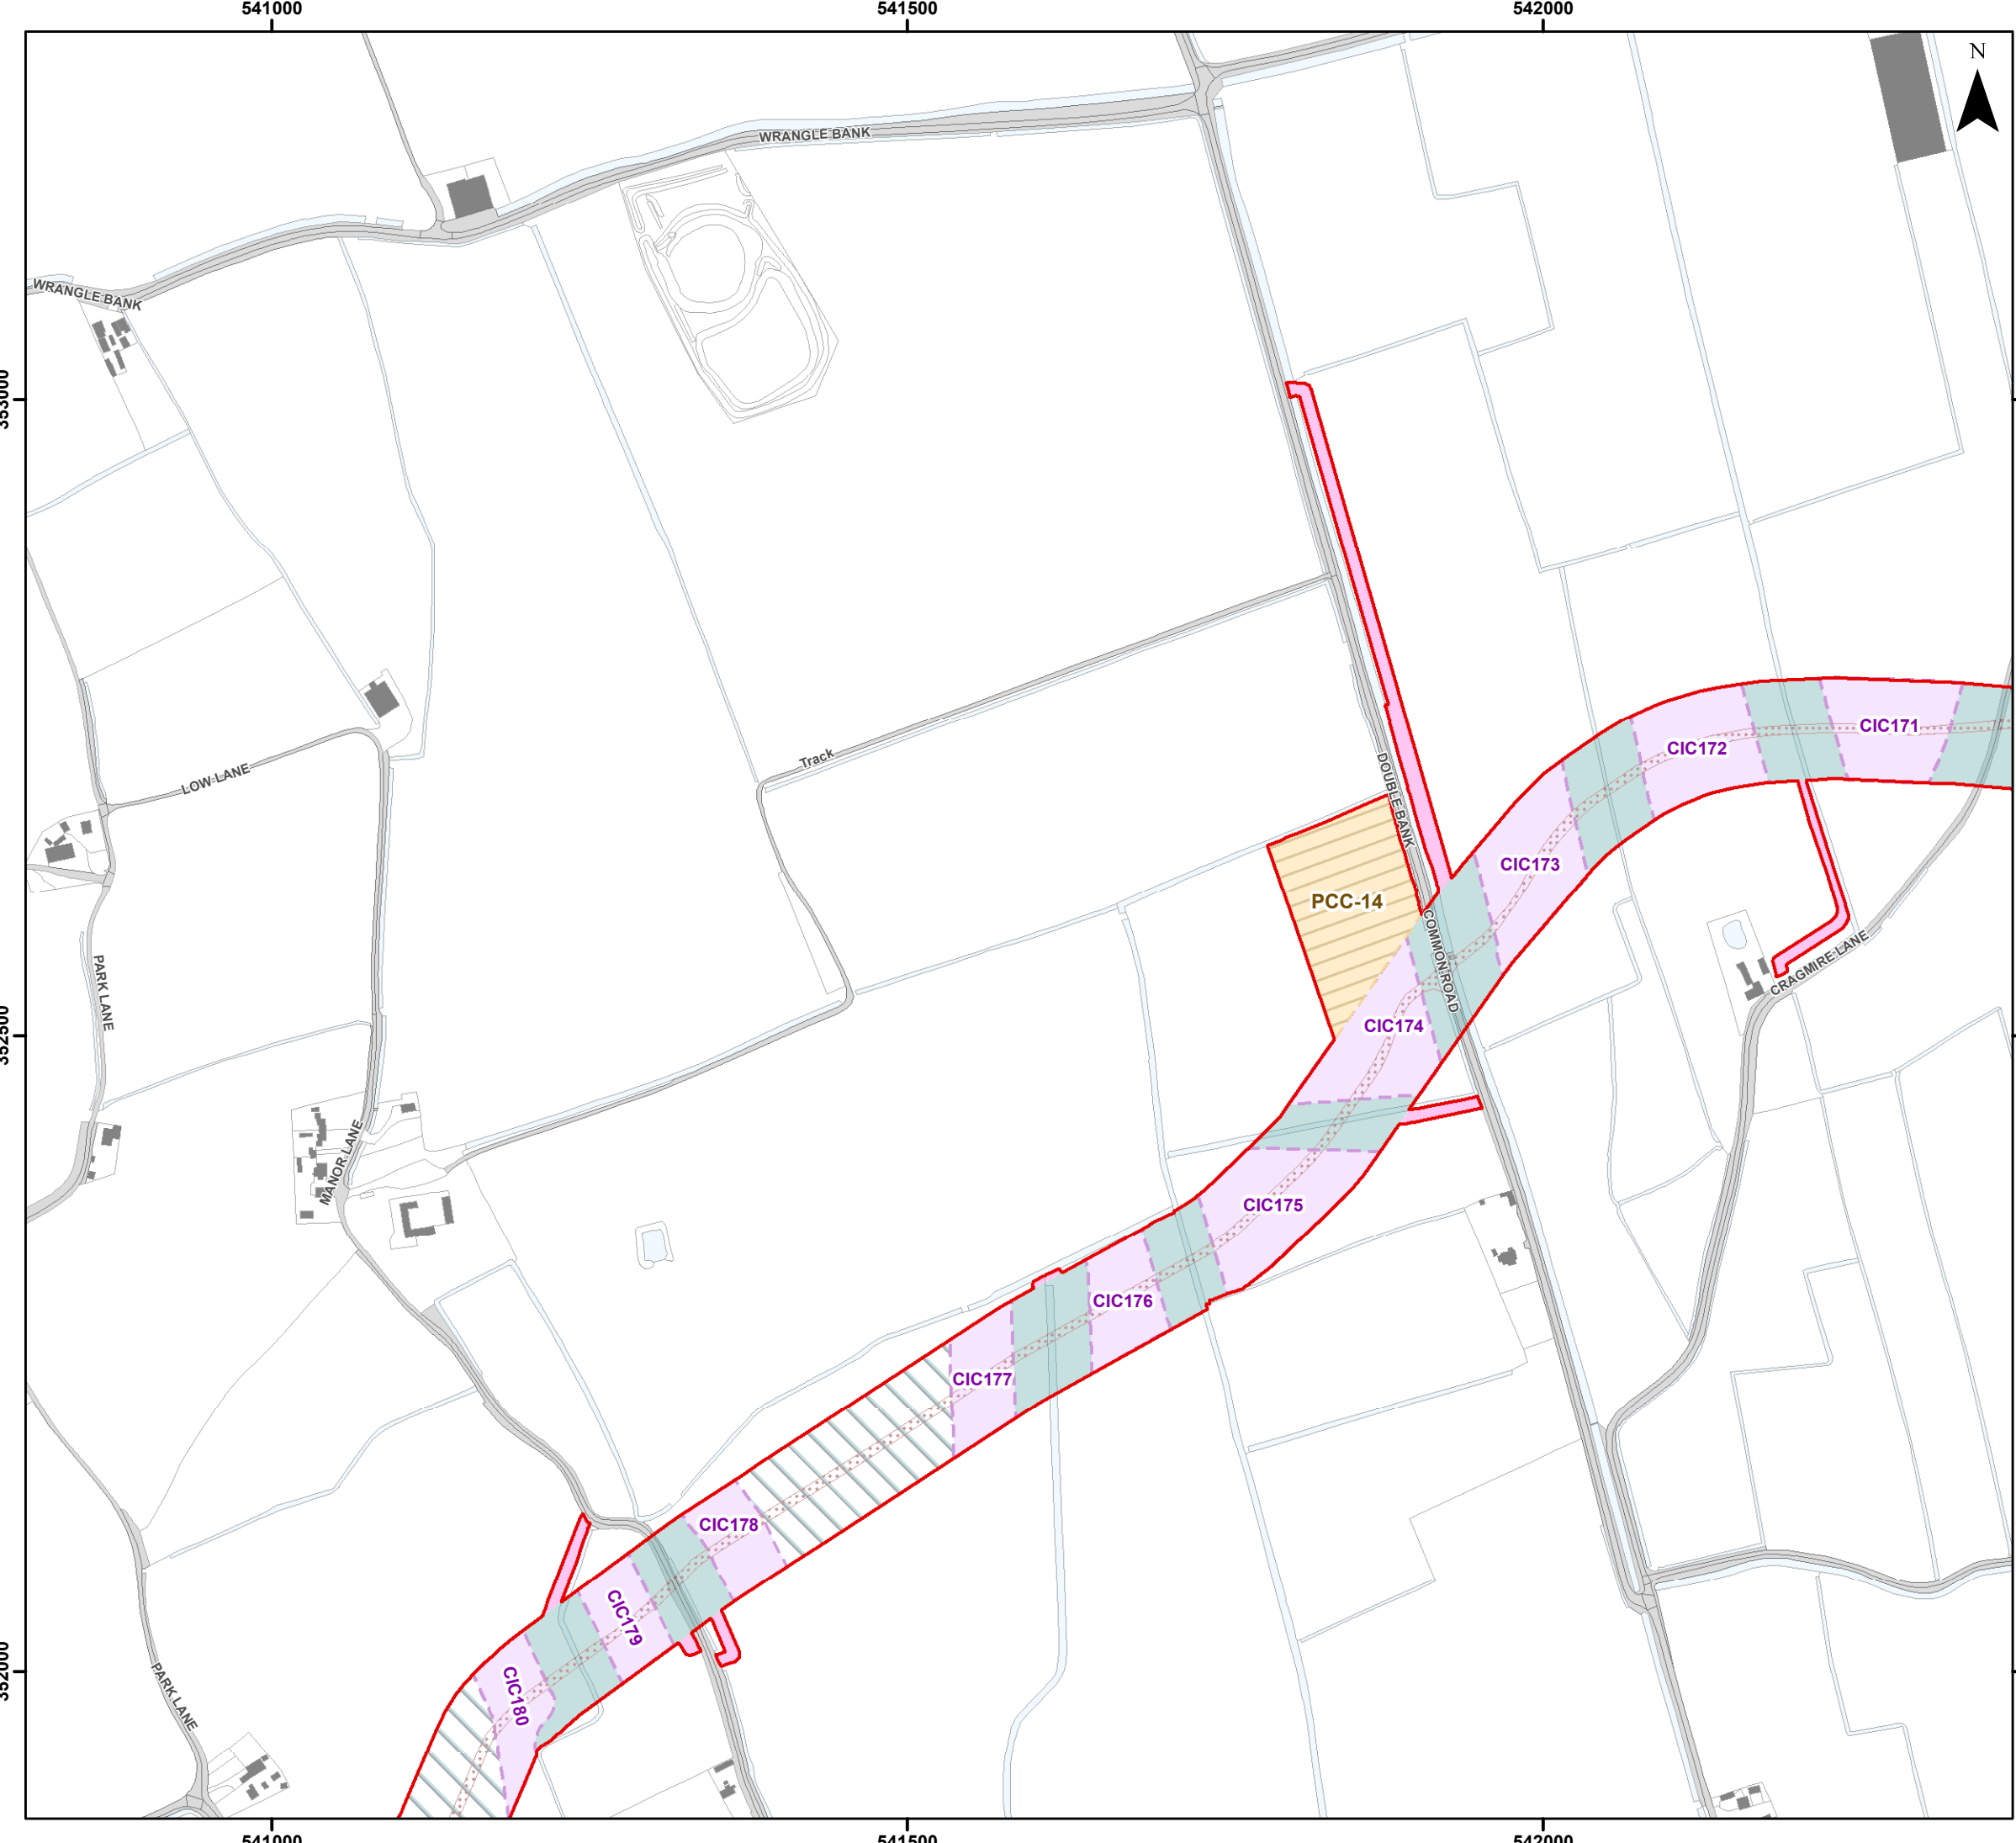 541000
541500
542000
N
WRANGLE BANK
WRANGLE BANK
353000
CIC171
CIC172
Track
LOW LANE
DOUBLE BANK
CIC173
PCC-14
COMMON ROAD
CRAGMIRE LANE
PARK LANE
352500
CIC174
MANOR LANE
CIC175
CIC176
CIC177
CIC178
CIC179
352000
CIC180
PARK LANE
541000
541500
542000